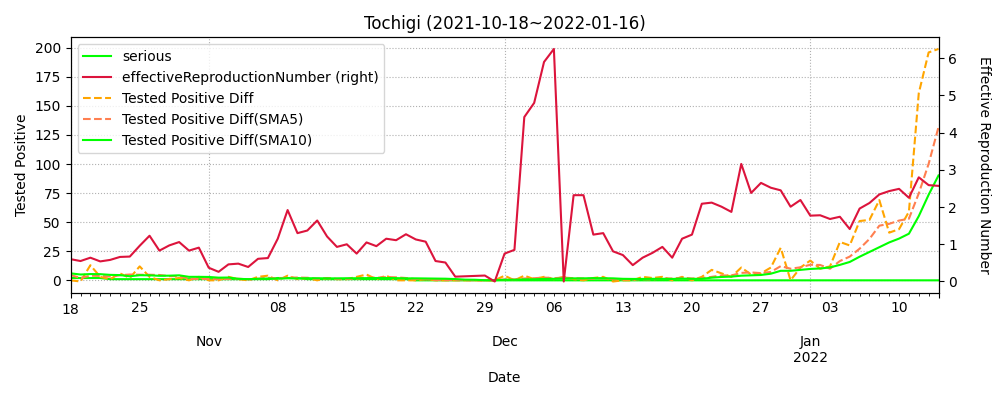 Tochigi (2021-10-18~2022-01-16)
serious
effectiveReproductionNumber (right)
Tested Positive Diff
Tested Positive Diff(SMA5)
Tested Positive Diff(SMA10)
Tested Positive
200
175
150
125
100
75
50
25
0
Effective Reproduction Number
6
5
4
3
2
1
0
18 25 08 15 22 29 06 13 20 27 03 10
Nov Dec Jan
2022
Date